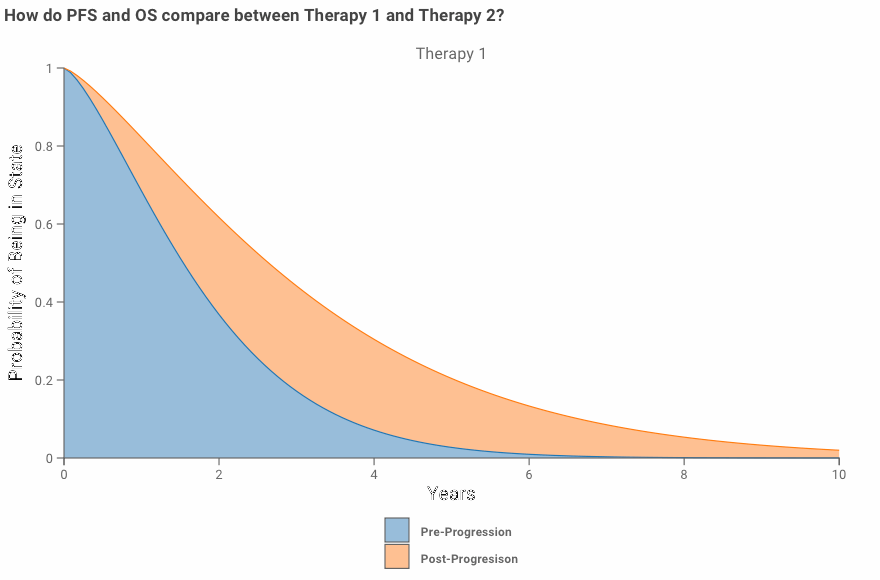 How do PFS and OS compare between Therapy 1 and Therapy 2?
Therapy 1
1
0.8
0.6
0.4
0.2
0
Probability of Being in State
0 2 4 6 8 10
Years
Pre-Progression
Post-Progresison